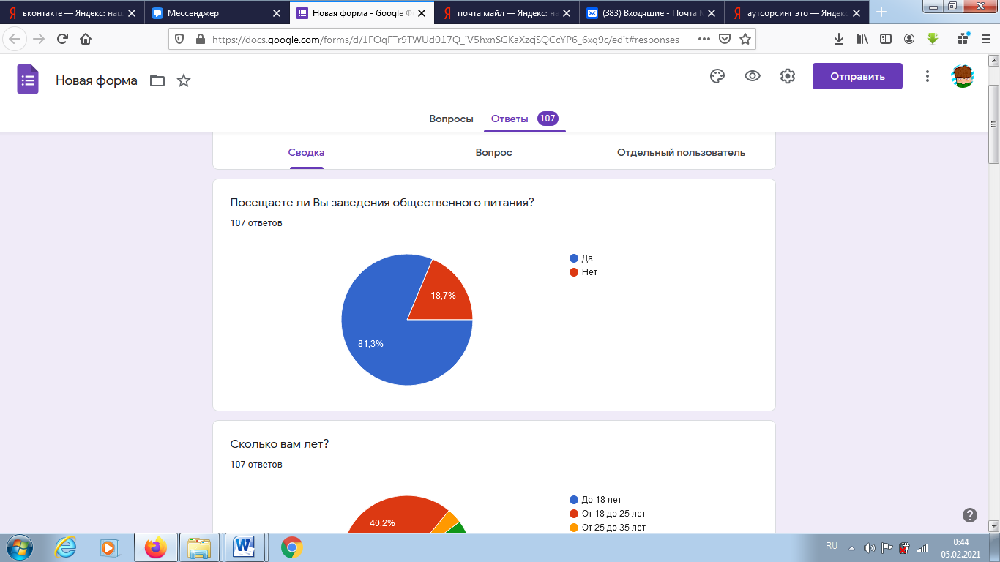 вконтакте — Яндекс: наш
Мессенджер
Новая форма - Google Ф
почта майл — Яндекс: на
(383) Входящие - Почта M
аутсорсинг это — Яндекс
https://docs.google.com/forms/d/1FOqFTr9TWUd017Q_iV5hxnSGKaXzcjSQCcYP6_6xg9c/edit#responses
Новая форма
Отправить
Вопросы
Ответы 107
Сводка
Вопрос
Отдельный пользователь
Посещаете ли Вы заведения общественного питания?
107 ответов
Да
Нет
18,7%
81,3%
Сколько вам лет?
107 ответов
До 18 лет
От 18 до 25 лет
От 25 до 35 лет
40,2%
RU
0:44
05.02.2021